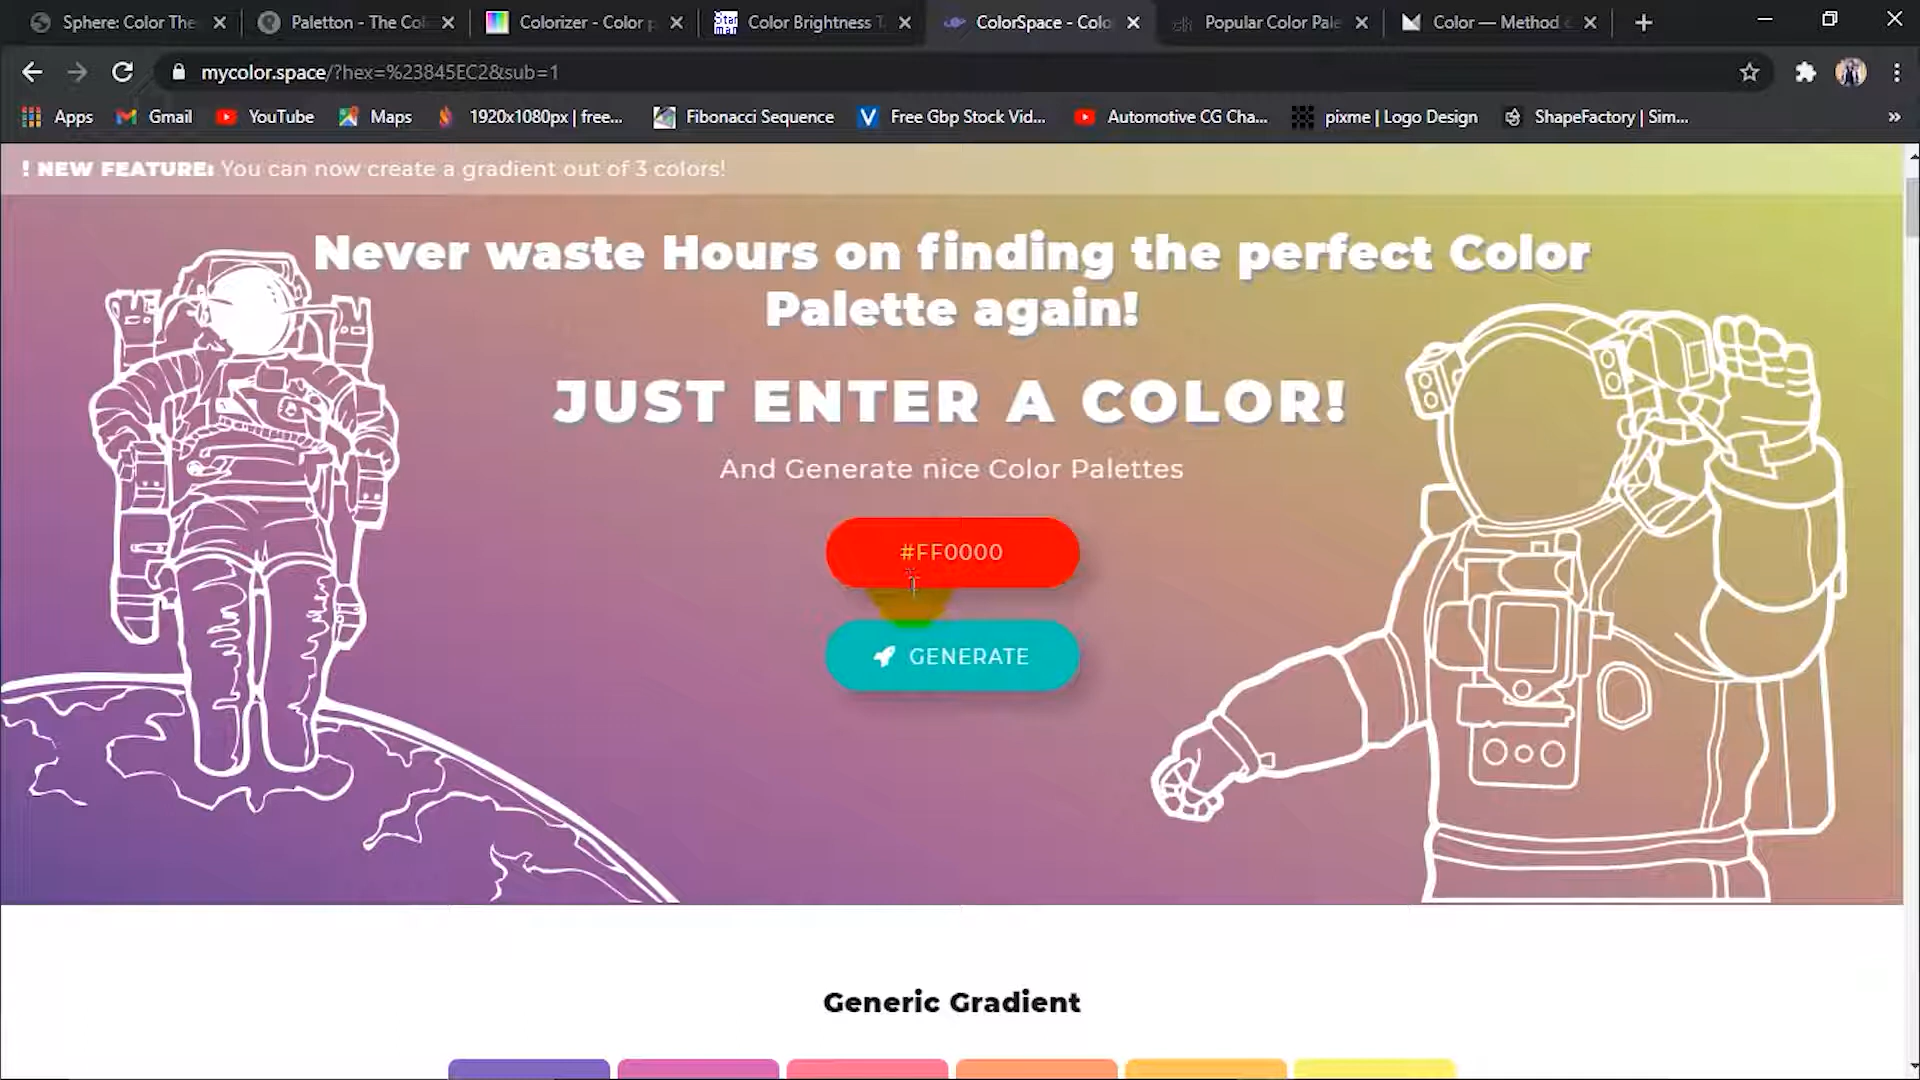 Sphere: Color The
Paletton - The Col
Colorizer - Color p
Color Brightness T
ColorSpace - Colo
Popular Color Pale
Color — Method
mycolor.space/?hex=%23845EC2&sub=1
Apps
Gmail
YouTube
Maps
1920x1080px | free...
Fibonacci Sequence
Free Gbp Stock Vid...
Automotive CG Cha...
pixme | Logo Design
ShapeFactory | Sim...
! NEW FEATURE: You can now create a gradient out of 3 colors!
Never waste Hours on finding the perfect Color
Palette again!
JUST ENTER A COLOR!
And Generate nice Color Palettes
#FF0000
GENERATE
Generic Gradient